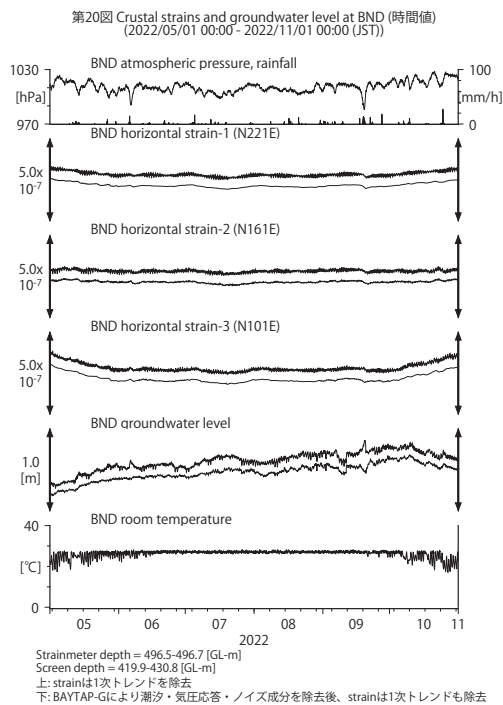 第20図 Crustal strains and groundwater level at BND (時間値)
(2022/05/01 00:00 - 2022/11/01 00:00 (JST))
BND atmospheric pressure, rainfall
1030
100
[hPa]
[mm/h]
970
0
BND horizontal strain-1 (N221E)
5.0x
10-7
BND horizontal strain-2 (N161E)
5.0x
10-7
BND horizontal strain-3 (N101E)
5.0x
10-7
BND groundwater level
1.0
[m]
BND room temperature
40
[℃]
0
05 06 07 08 09 10 11
2022
Strainmeter depth = 496.5-496.7 [GL-m]
Screen depth = 419.9-430.8 [GL-m]
上: strainは1次トレンドを除去
下: BAYTAP-Gにより潮汐・気圧応答・ノイズ成分を除去後、strainは1次トレンドも除去